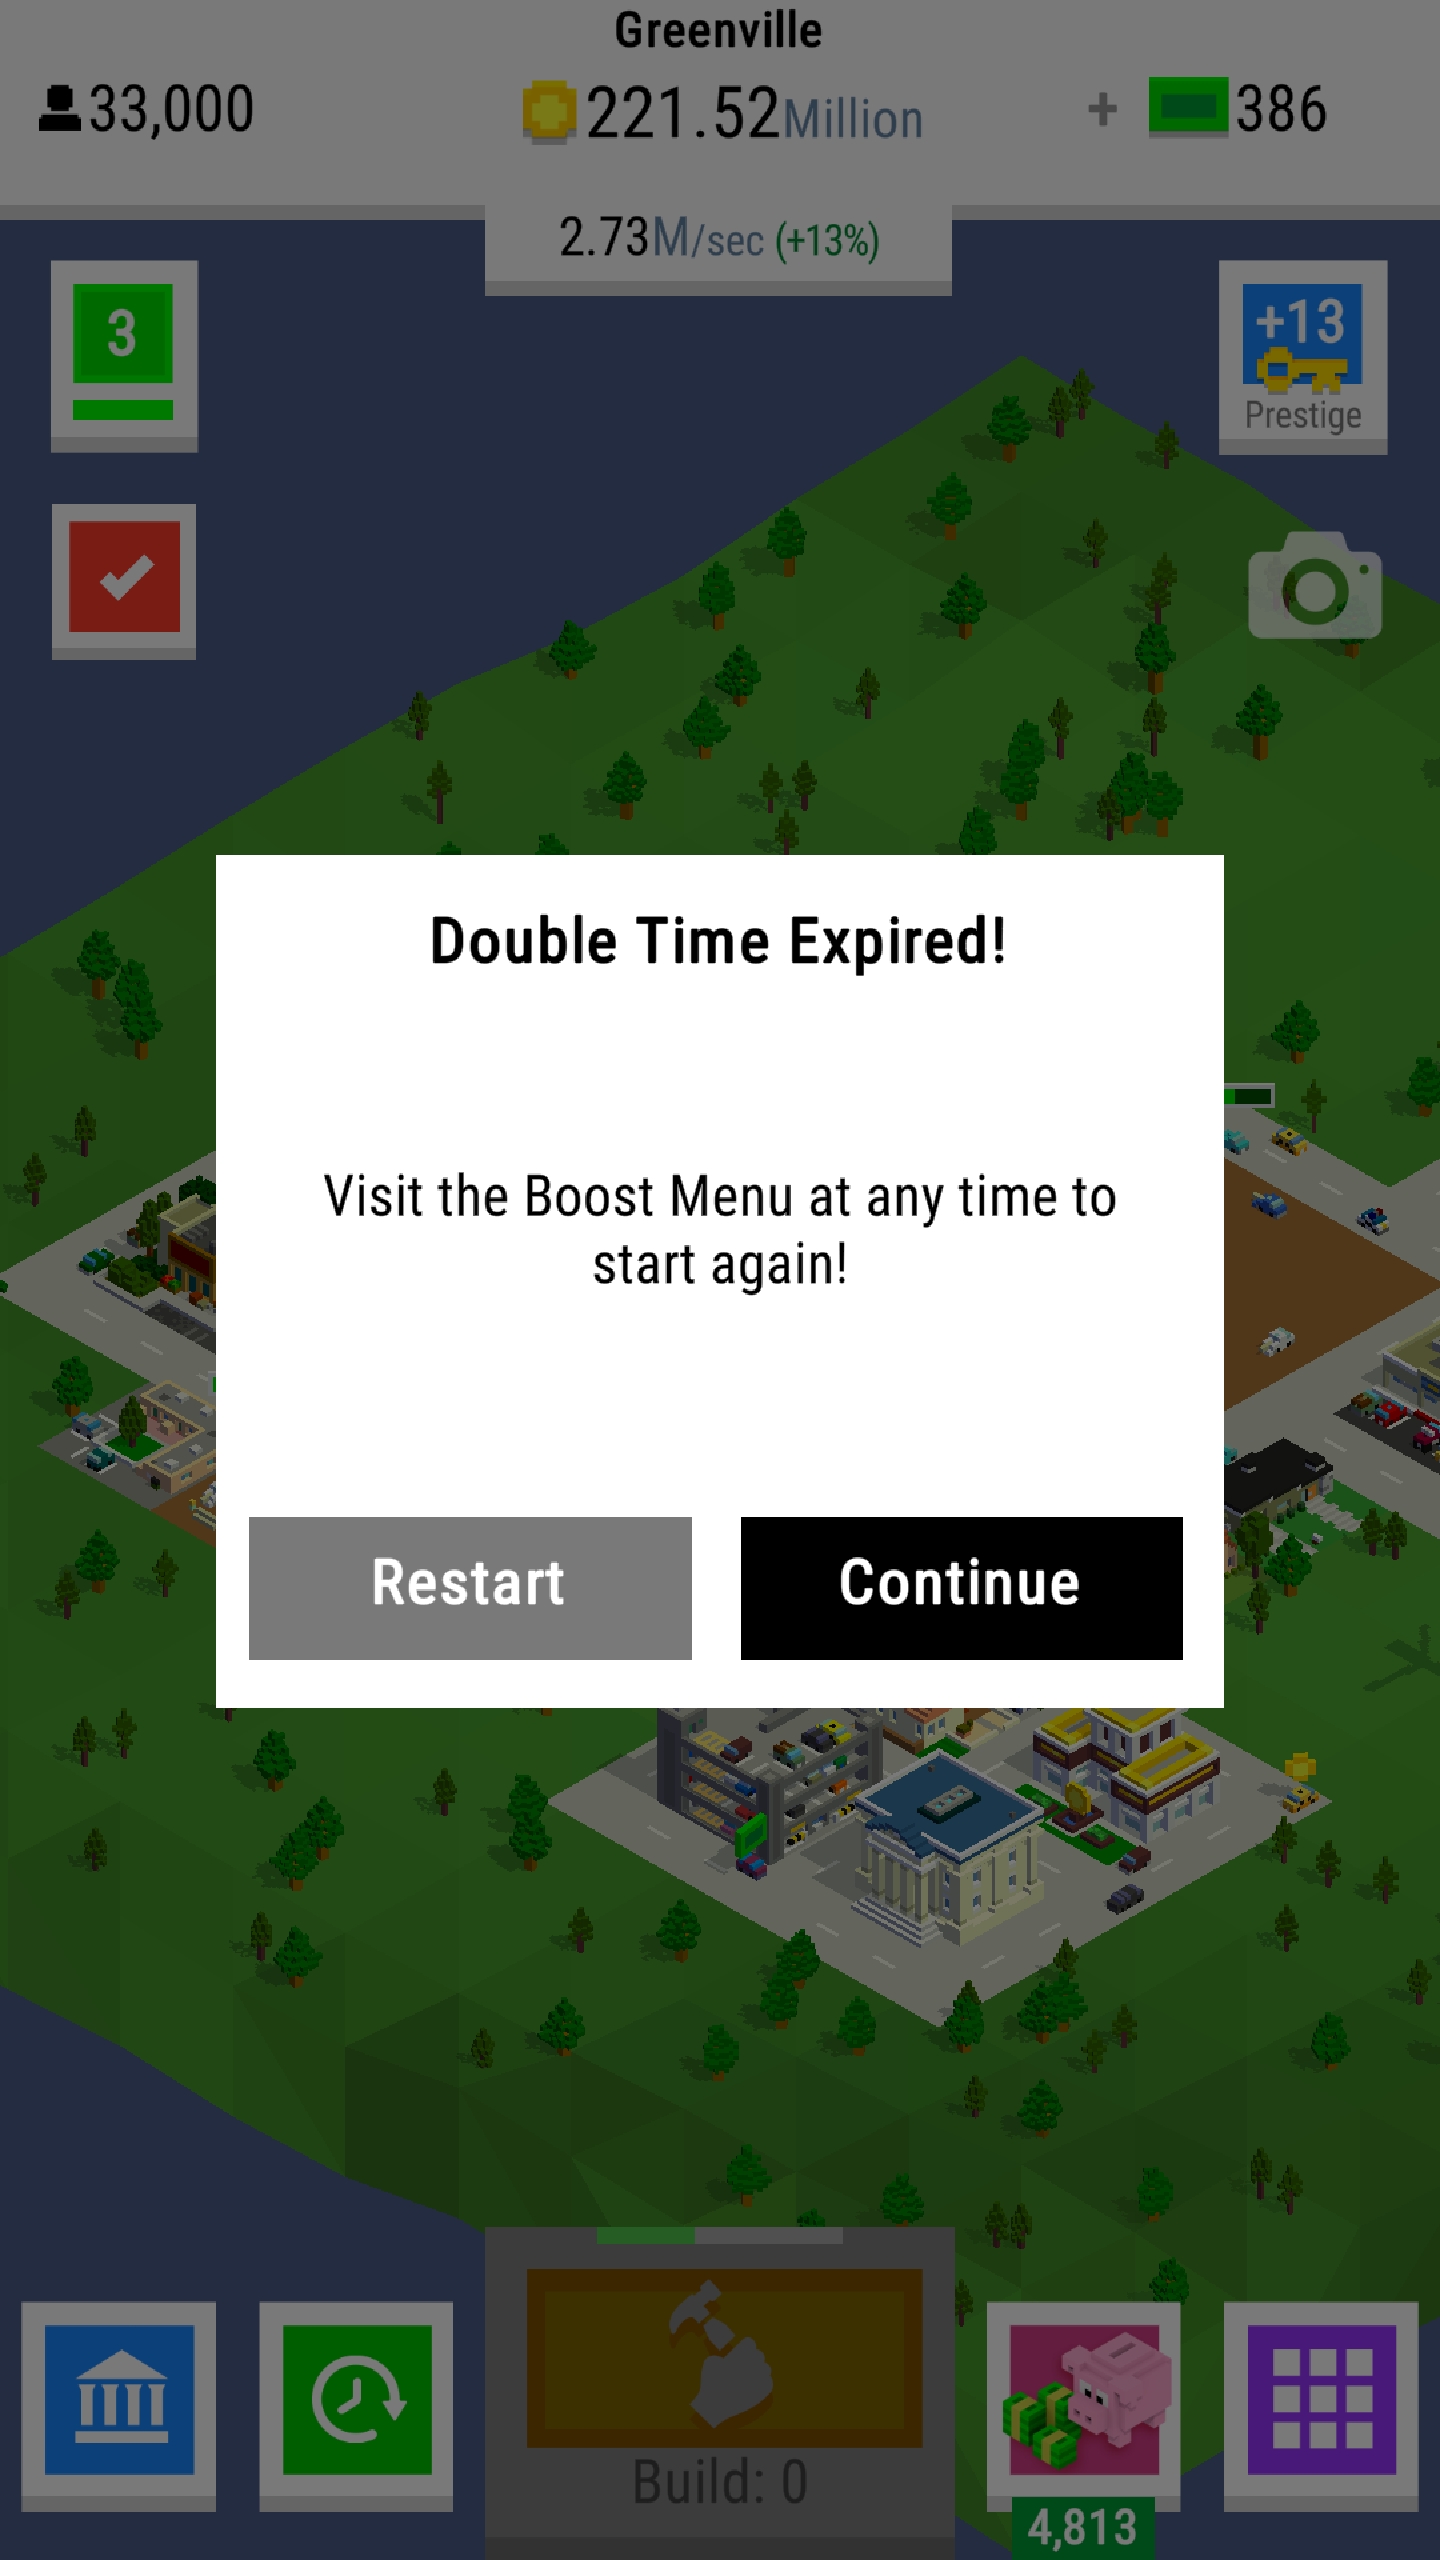 Greenville
33,000
221.52Million
+ 386
2.73M/sec (+13%)
3
+13
Prestige
Double Time Expired!
Visit the Boost Menu at any time to
start again!
Restart
Continue
Build: 0
4,813